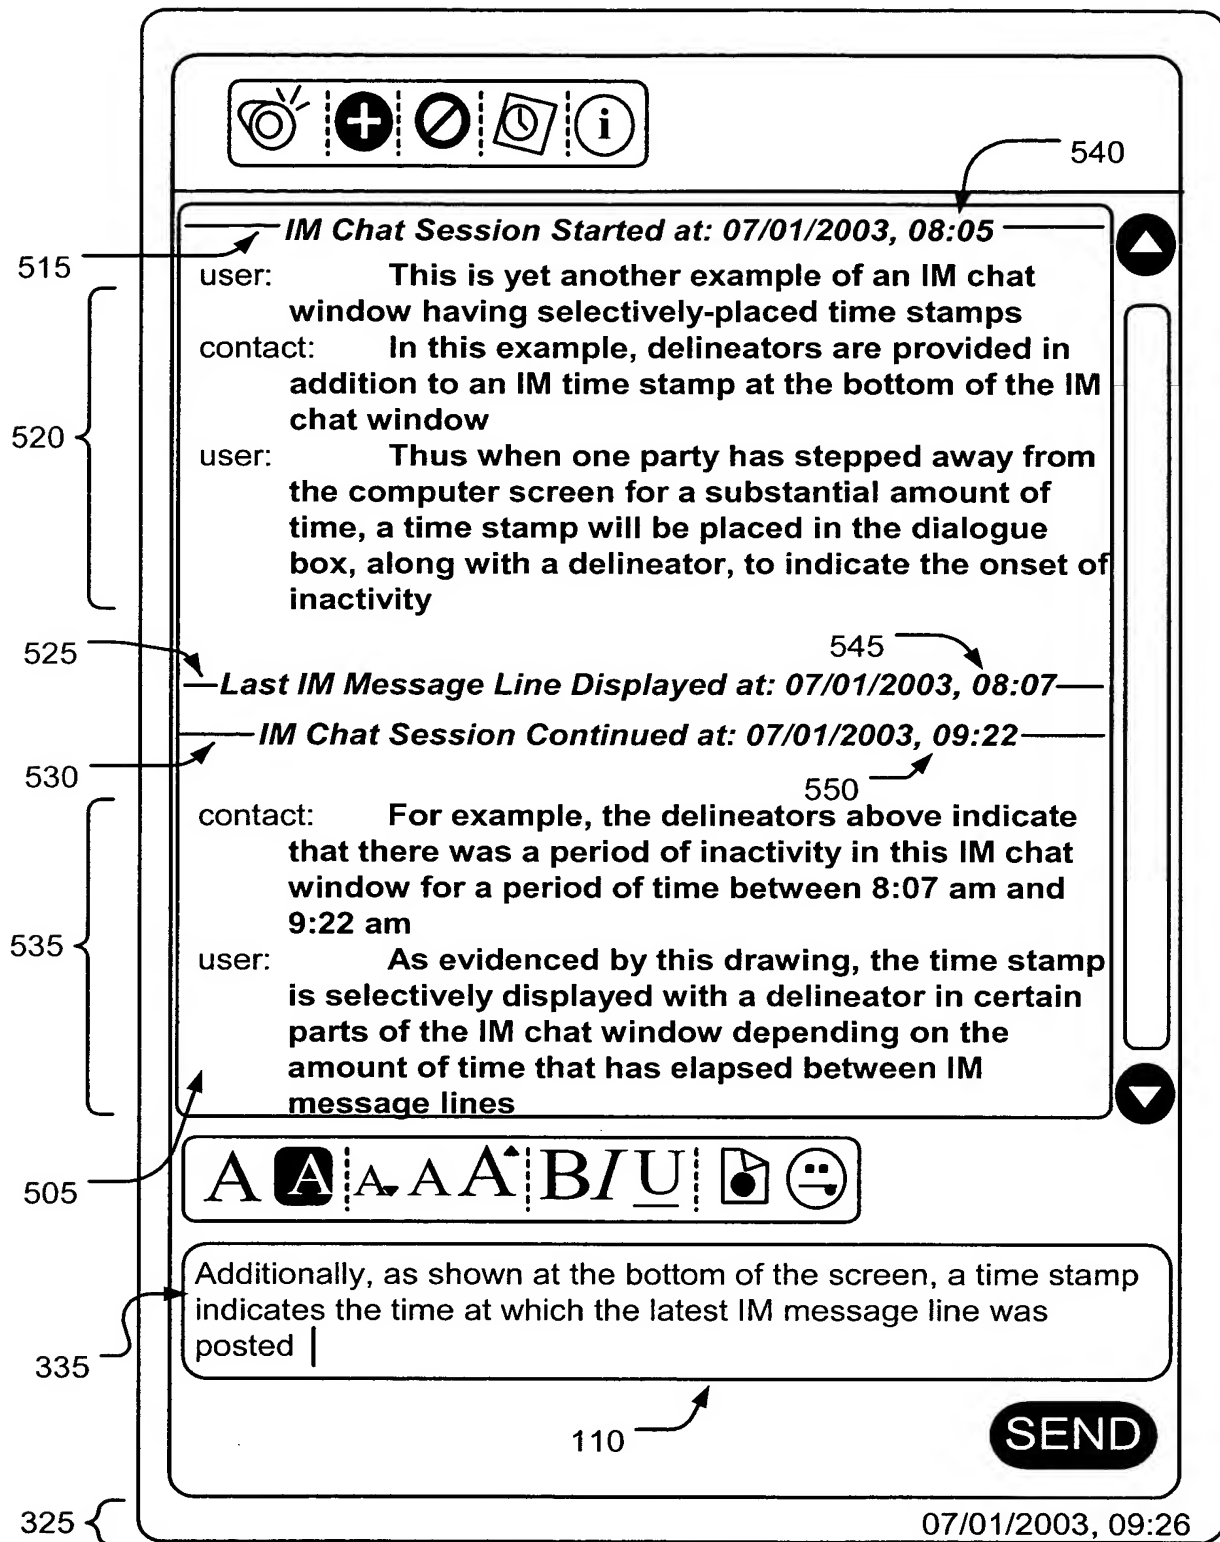 i
540
IM Chat Session Started at: 07/01/2003, 08:05
515
user: This is yet another example of an IM chat
window having selectively-placed time stamps
contact: In this example, delineators are provided in
addition to an IM time stamp at the bottom of the IM
chat window
520
user: Thus when one party has stepped away from
the computer screen for a substantial amount of
time, a time stamp will be placed in the dialogue
box, along with a delineator, to indicate the onset of
inactivity
525
545
Last IM Message Line Displayed at: 07/01/2003, 08:07
IM Chat Session Continued at: 07/01/2003, 09:22
530
550
contact: For example, the delineators above indicate
that there was a period of inactivity in this IM chat
window for a period of time between 8:07 am and
9:22 am
535
user: As evidenced by this drawing, the time stamp
is selectively displayed with a delineator in certain
parts of the IM chat window depending on the
amount of time that has elapsed between IM
message lines
505
A A A A A B I U
Additionally, as shown at the bottom of the screen, a time stamp
indicates the time at which the latest IM message line was
posted
335
110
SEND
325
07/01/2003, 09:26